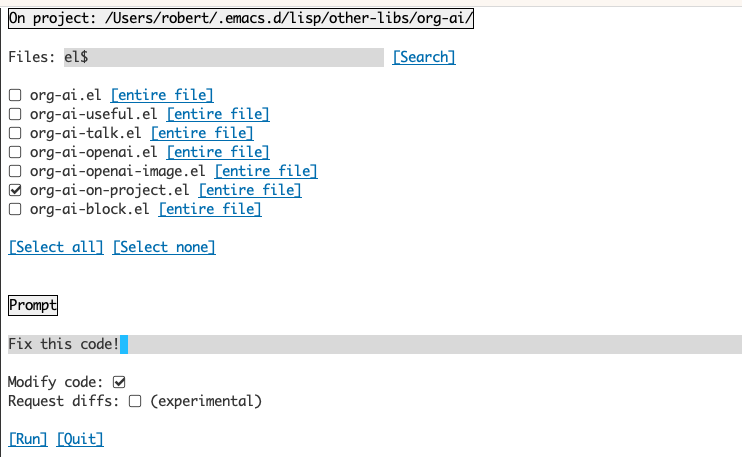 On project: /Users/robert/.emacs.d/lisp/other-libs/org-ai/
Files: el$ [Search]
org-ai.el [entire file]
org-ai-useful.el [entire file]
org-ai-talk.el [entire file]
org-ai-openai.el [entire file]
org-ai-openai-image.el [entire file]
org-ai-on-project.el [entire file]
org-ai-block.el [entire file]
[Select all] [Select none]
Prompt
Fix this code!
Modify code:
Request diffs: (experimental)
[Run] [Quit]